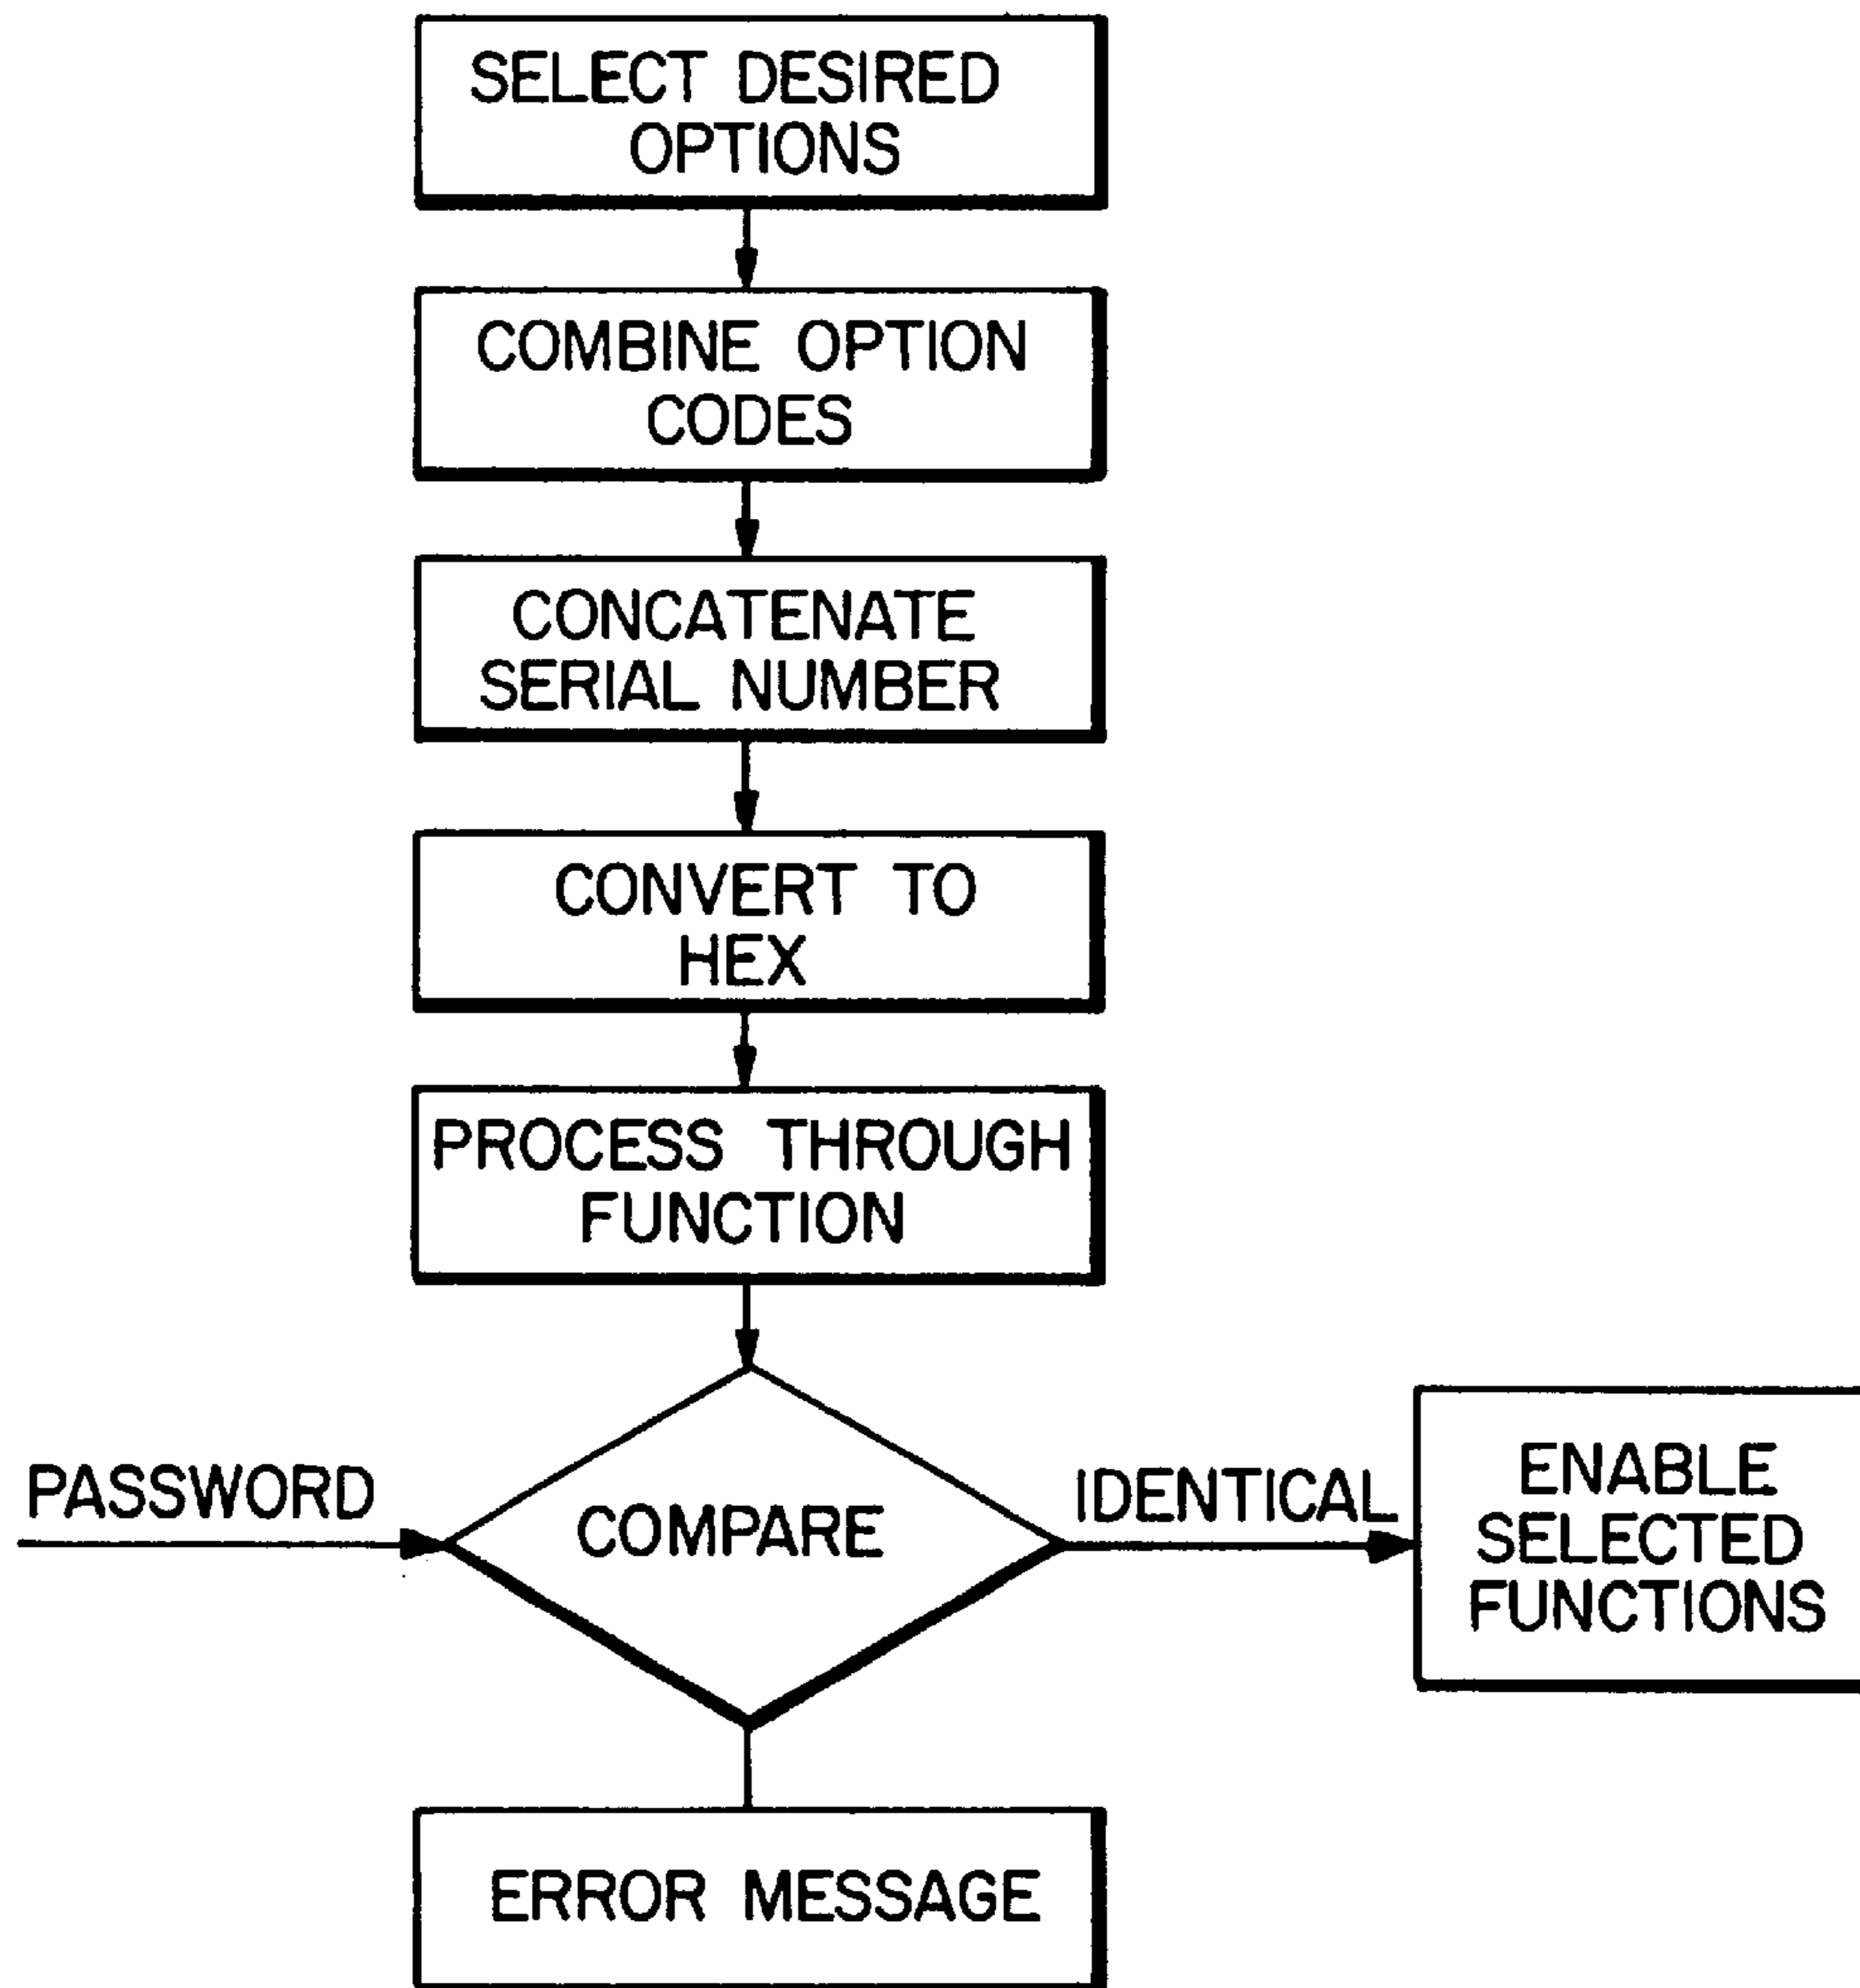 SELECT DESIRED
OPTIONS
COMBINE OPTION
CODES
CONCATENATE
SERIAL NUMBER
CONVERT TO
HEX
PROCESS THROUGH
FUNCTION
PASSWORD
COMPARE
IDENTICAL
ENABLE
SELECTED
FUNCTIONS
ERROR MESSAGE